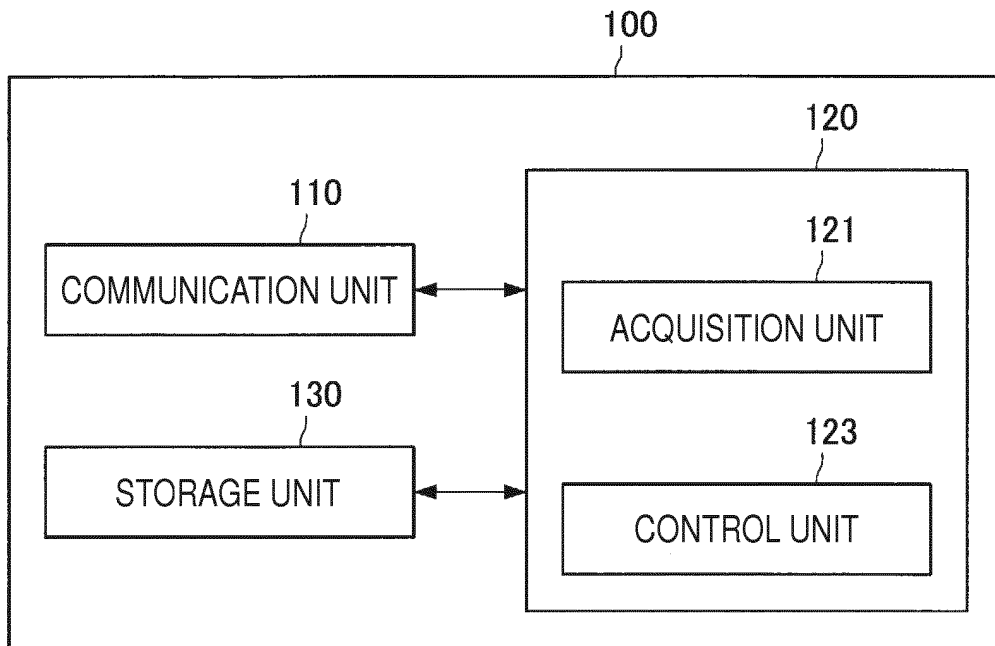 100
120
110
COMMUNICATION UNIT
121
ACQUISITION UNIT
130
STORAGE UNIT
123
CONTROL UNIT